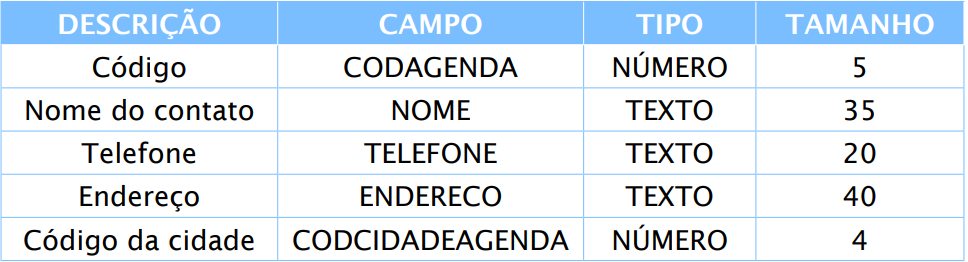 DESCRIÇÃO CAMPO TIPO TAMANHO
Código CODAGENDA NÚMERO 5
Nome do contato NOME TEXTO 35
Telefone TELEFONE TEXTO 20
Endereço ENDERECO TEXTO 40
Código da cidade CODCIDADEAGENDA NÚMERO 4